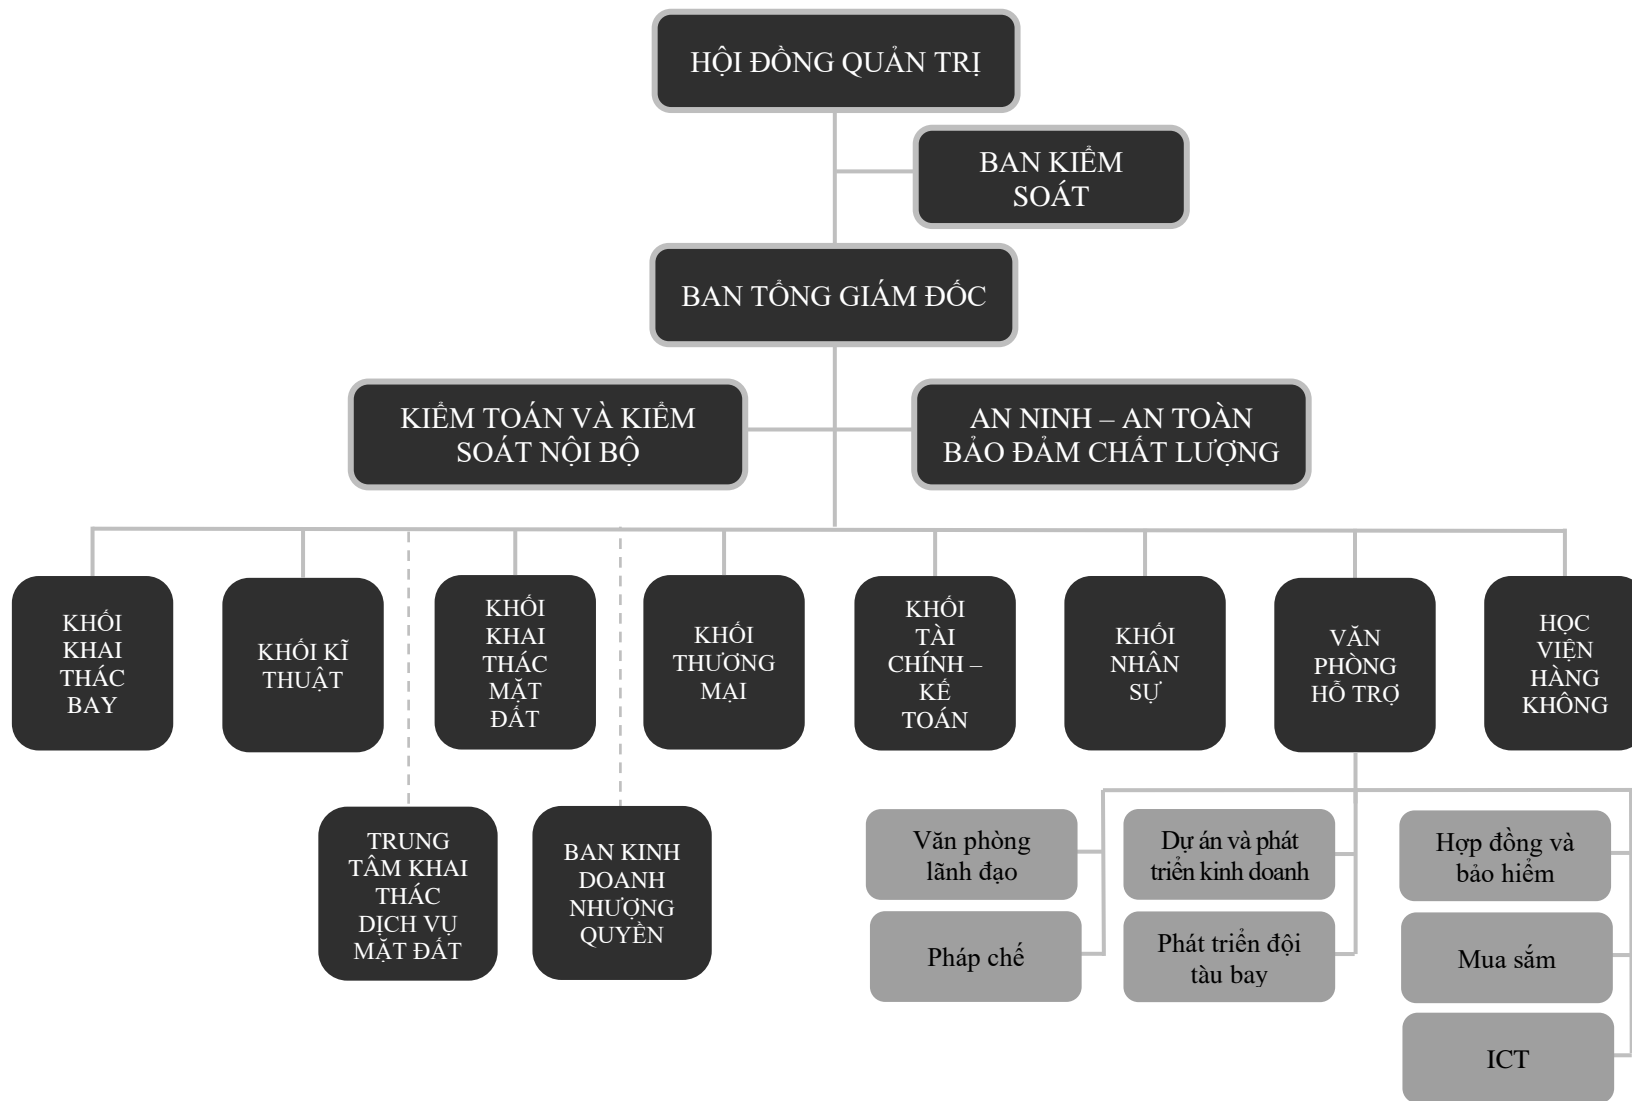 HỘI ĐỒNG QUẢN TRỊ
BAN KIỂM
SOÁT
BAN TỔNG GIÁM ĐỐC
KIỂM TOÁN VÀ KIỂM
SOÁT NỘI BỘ
AN NINH – AN TOÀN
BẢO ĐẢM CHẤT LƯỢNG
KHỐI
KHAI
THÁC
BAY
KHỐI KĨ
THUẬT
KHỐI
KHAI
THÁC
MẶT
ĐẤT
KHỐI
THƯƠNG
MẠI
KHỐI
TÀI
CHÍNH –
KẾ
TOÁN
KHỐI
NHÂN
SỰ
VĂN
PHÒNG
HỖ TRỢ
HỌC
VIỆN
HÀNG
KHÔNG
TRUNG
TÂM KHAI
THÁC
DỊCH VỤ
MẶT ĐẤT
BAN KINH
DOANH
NHƯỢNG
QUYỀN
Văn phòng
lãnh đạo
Dự án và phát
triển kinh doanh
Hợp đồng và
bảo hiểm
Pháp chế
Phát triển đội
tàu bay
Mua sắm
ICT